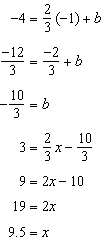 -4 = 2/3 (-1) + b
-12/3 = -2/3 + b
-10/3 = b
3 = 2/3 x - 10/3
9 = 2x - 10
19 = 2x
9.5 = x